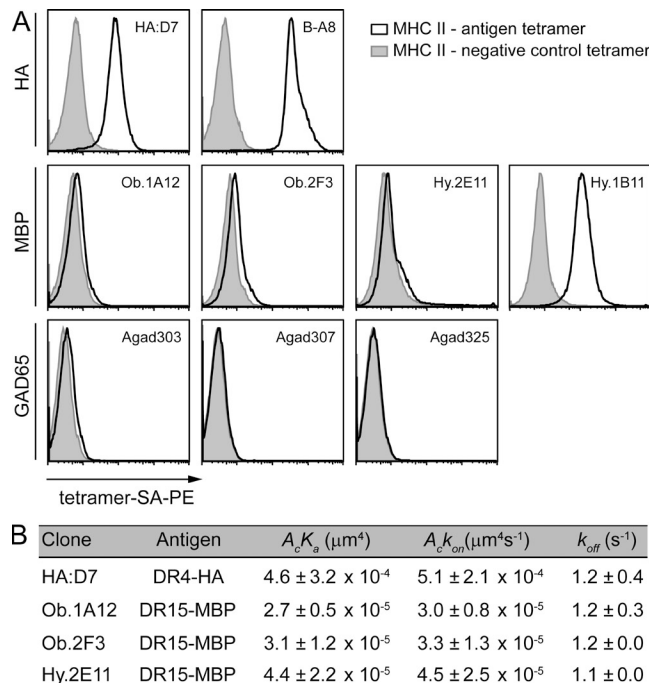 A
HA:D7
B-A8
MHC II - antigen tetramer
MHC II - negative control tetramer
HA
Ob.1A12
Ob.2F3
Hy.2E11
Hy.1B11
MBP
Agad303
Agad307
Agad325
GAD65
tetramer-SA-PE
B Clone Antigen AcKa (μm⁴) Ackon (μm⁴s⁻¹) koff (s⁻¹)
HA:D7 DR4-HA 4.6 ± 3.2 x 10⁻⁴ 5.1 ± 2.1 x 10⁻⁴ 1.2 ± 0.4
Ob.1A12 DR15-MBP 2.7 ± 0.5 x 10⁻⁵ 3.0 ± 0.8 x 10⁻⁵ 1.2 ± 0.3
Ob.2F3 DR15-MBP 3.1 ± 1.2 x 10⁻⁵ 3.3 ± 1.3 x 10⁻⁵ 1.2 ± 0.0
Hy.2E11 DR15-MBP 4.4 ± 2.2 x 10⁻⁵ 4.5 ± 2.5 x 10⁻⁵ 1.1 ± 0.0